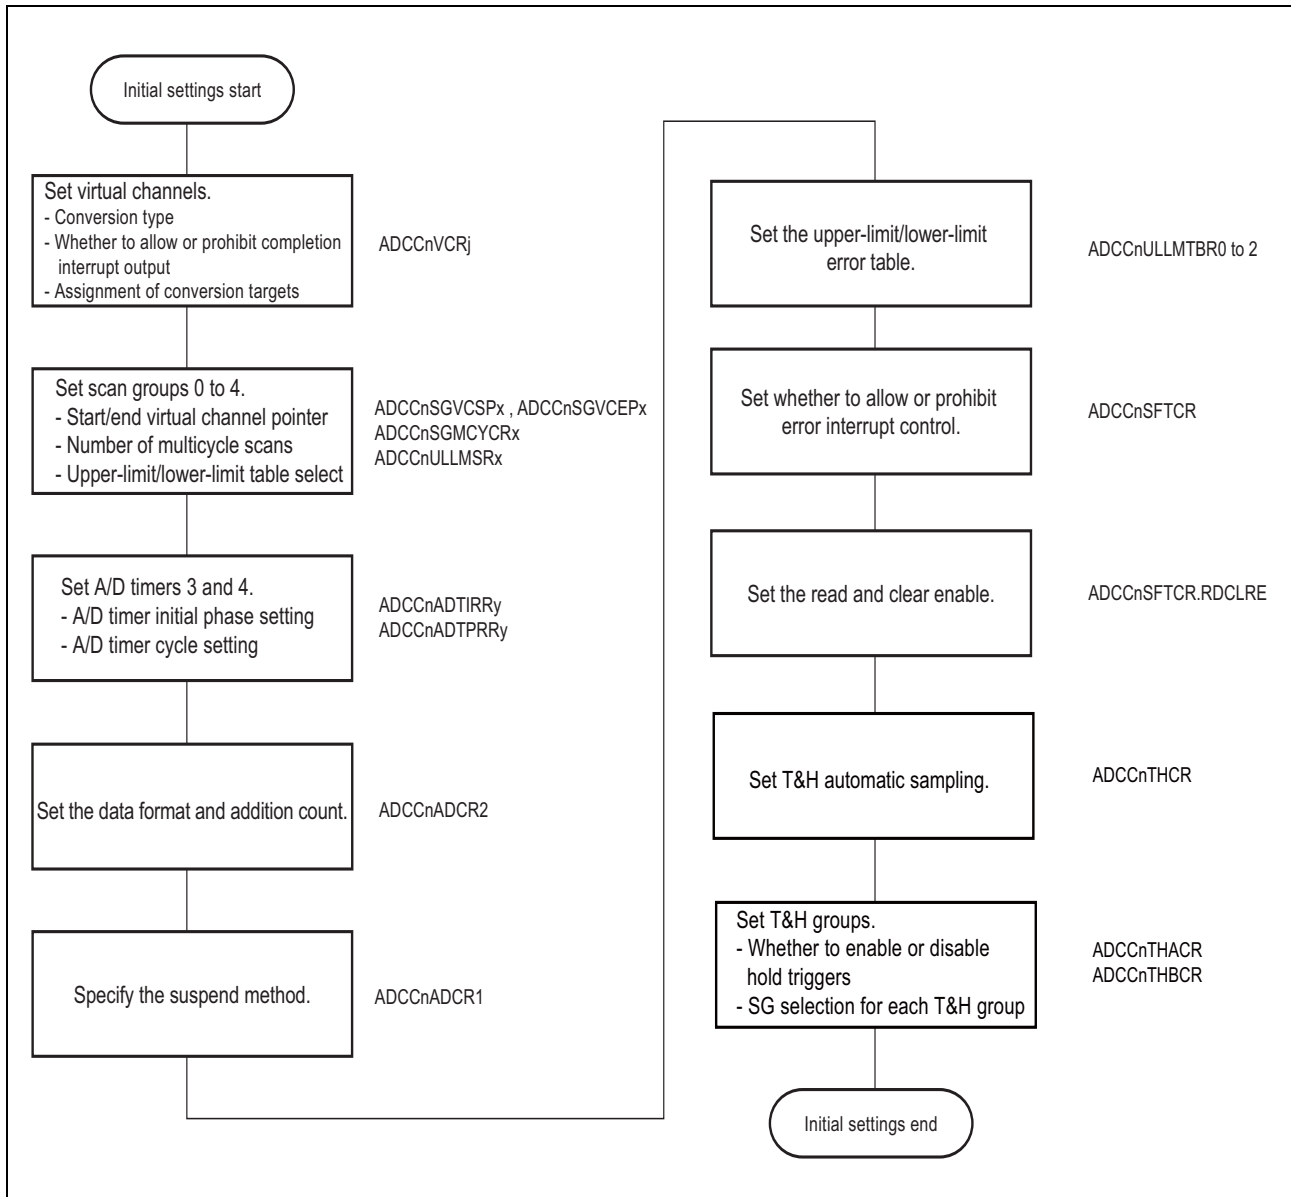 Initial settings start
Set virtual channels.
- Conversion type
- Whether to allow or prohibit completion
interrupt output
- Assignment of conversion targets
ADCCnVCRj
Set scan groups 0 to 4.
- Start/end virtual channel pointer
- Number of multicycle scans
- Upper-limit/lower-limit table select
ADCCnSGVCSPx , ADCCnSGVCEPx
ADCCnSGMCYCRx
ADCCnULLMSRx
Set A/D timers 3 and 4.
- A/D timer initial phase setting
- A/D timer cycle setting
ADCCnADTIRRy
ADCCnADTPRRy
Set the data format and addition count.
ADCCnADCR2
Specify the suspend method.
ADCCnADCR1
Set the upper-limit/lower-limit
error table.
ADCCnULLMTBR0 to 2
Set whether to allow or prohibit
error interrupt control.
ADCCnSFTCR
Set the read and clear enable.
ADCCnSFTCR.RDCLRE
Set T&H automatic sampling.
ADCCnTHCR
Set T&H groups.
- Whether to enable or disable
hold triggers
- SG selection for each T&H group
ADCCnTHACR
ADCCnTHBCR
Initial settings end